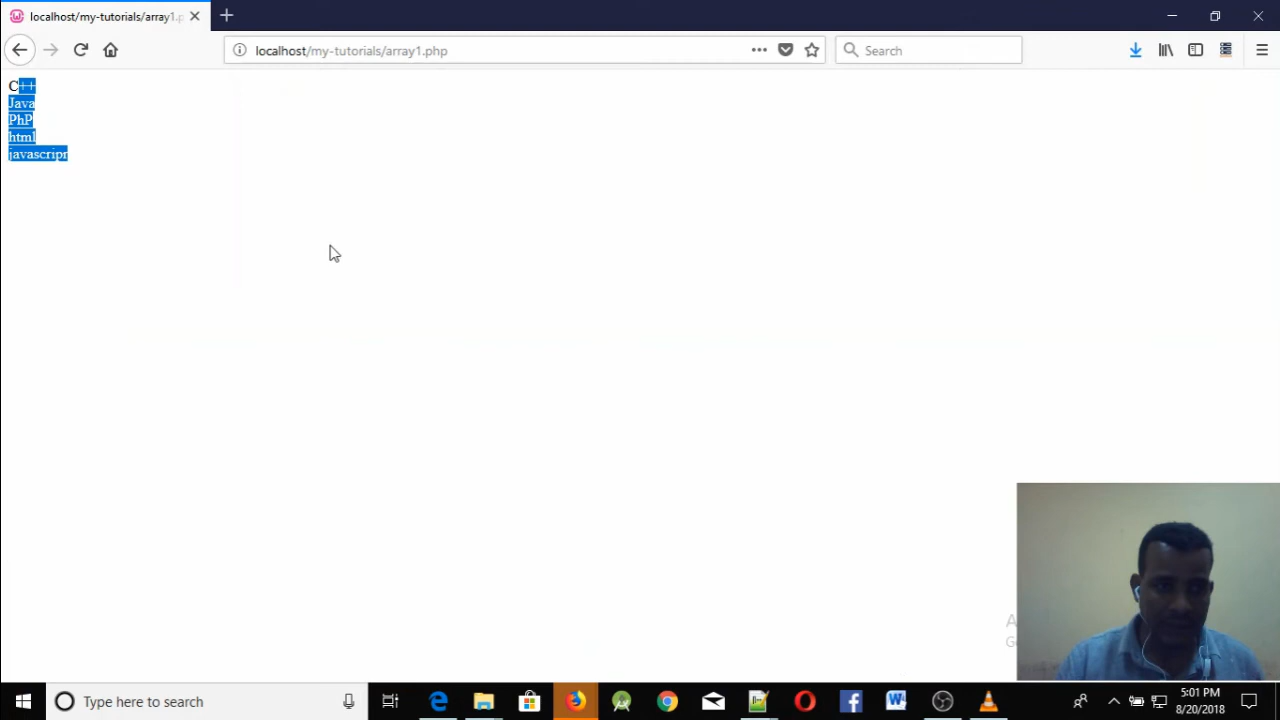 localhost/my-tutorials/array1.p
localhost/my-tutorials/array1.php
Search
C++
Java
PhP
html
javascripr
Type here to search
5:01 PM
8/20/2018